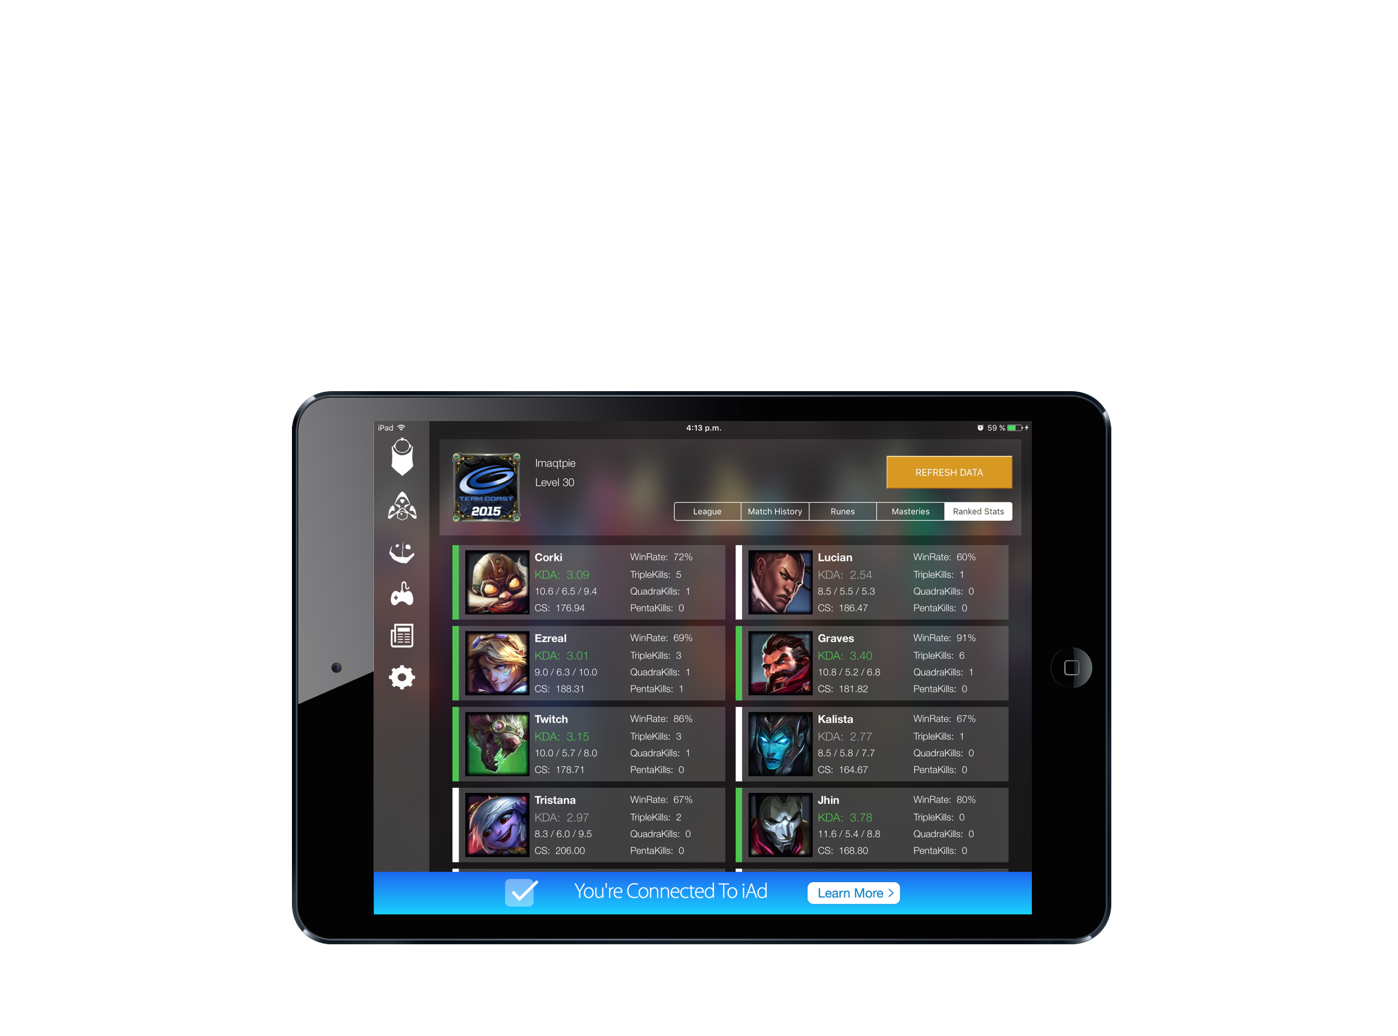 iPad 4:13 p.m. 59 %
Imaqtpie
Level 30
REFRESH DATA
TEAM COAST
2015
League Match History Runes Masteries Ranked Stats
Corki WinRate: 72%
KDA: 3.09 TripleKills: 5
10.6 / 6.5 / 9.4 QuadraKills: 1
CS: 176.94 PentaKills: 0
Lucian WinRate: 60%
KDA: 2.54 TripleKills: 1
8.5 / 5.5 / 5.3 QuadraKills: 0
CS: 186.47 PentaKills: 0
Ezreal WinRate: 69%
KDA: 3.01 TripleKills: 3
9.0 / 6.3 / 10.0 QuadraKills: 1
CS: 188.31 PentaKills: 1
Graves WinRate: 91%
KDA: 3.40 TripleKills: 6
10.8 / 5.2 / 6.8 QuadraKills: 1
CS: 181.82 PentaKills: 0
Twitch WinRate: 86%
KDA: 3.15 TripleKills: 3
10.0 / 5.7 / 8.0 QuadraKills: 1
CS: 178.71 PentaKills: 0
Kalista WinRate: 67%
KDA: 2.77 TripleKills: 1
8.5 / 5.8 / 7.7 QuadraKills: 0
CS: 164.67 PentaKills: 0
Tristana WinRate: 67%
KDA: 2.97 TripleKills: 2
8.3 / 6.0 / 9.5 QuadraKills: 0
CS: 206.00 PentaKills: 0
Jhin WinRate: 80%
KDA: 3.78 TripleKills: 0
11.6 / 5.4 / 8.8 QuadraKills: 0
CS: 168.80 PentaKills: 0
You're Connected To iAd Learn More >